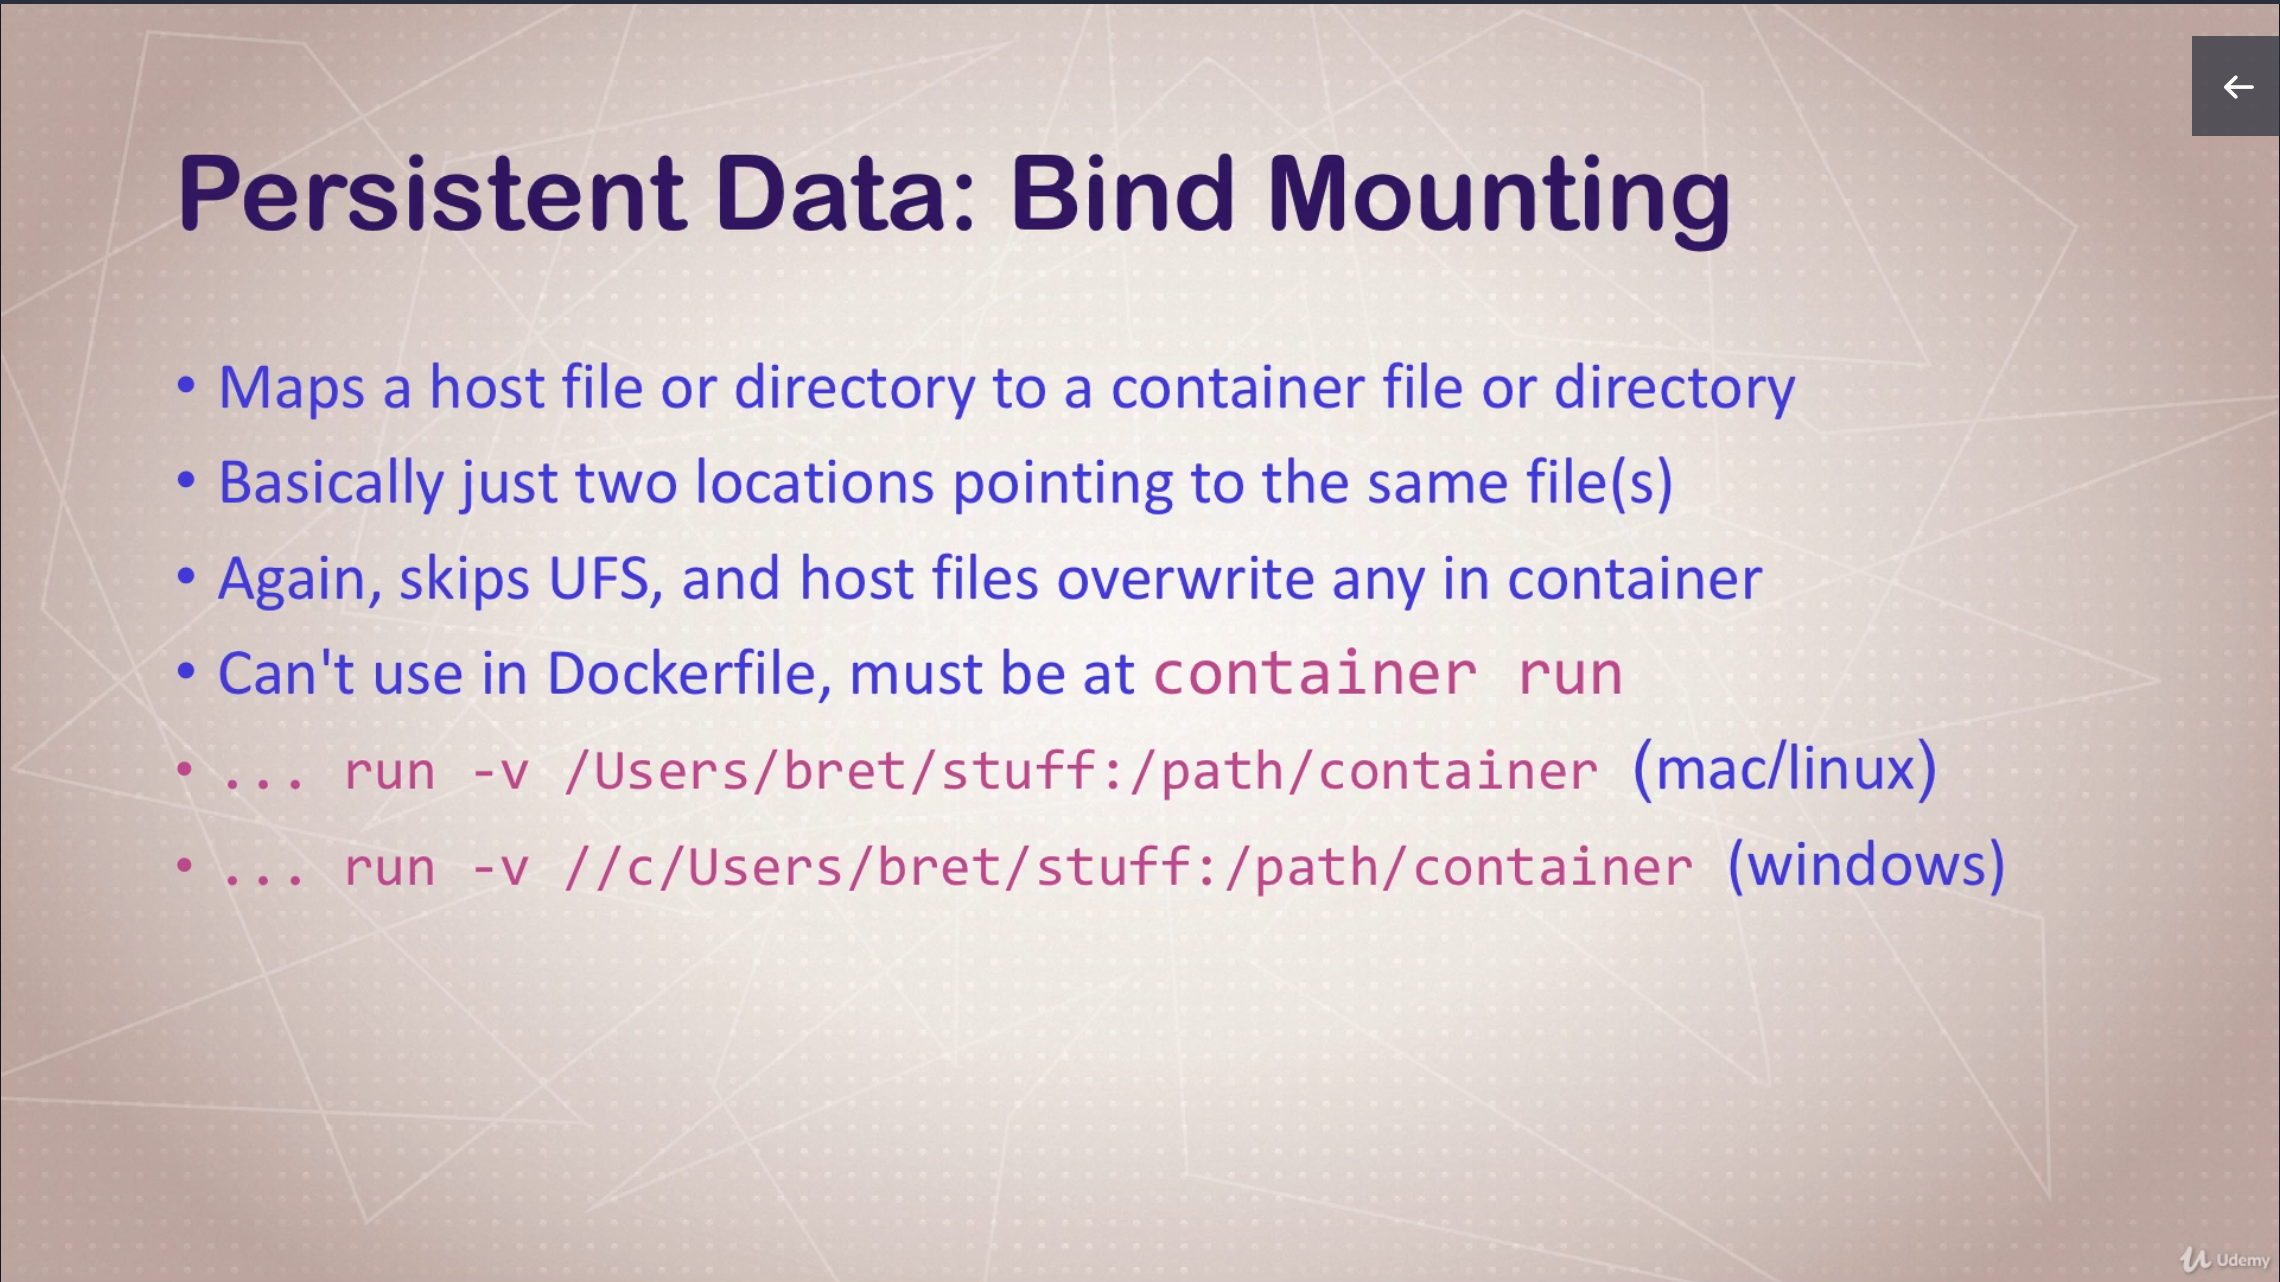 Persistent Data: Bind Mounting
• Maps a host file or directory to a container file or directory
• Basically just two locations pointing to the same file(s)
• Again, skips UFS, and host files overwrite any in container
• Can't use in Dockerfile, must be at container run
• ... run -v /Users/bret/stuff:/path/container (mac/linux)
• ... run -v //c/Users/bret/stuff:/path/container (windows)
Udemy